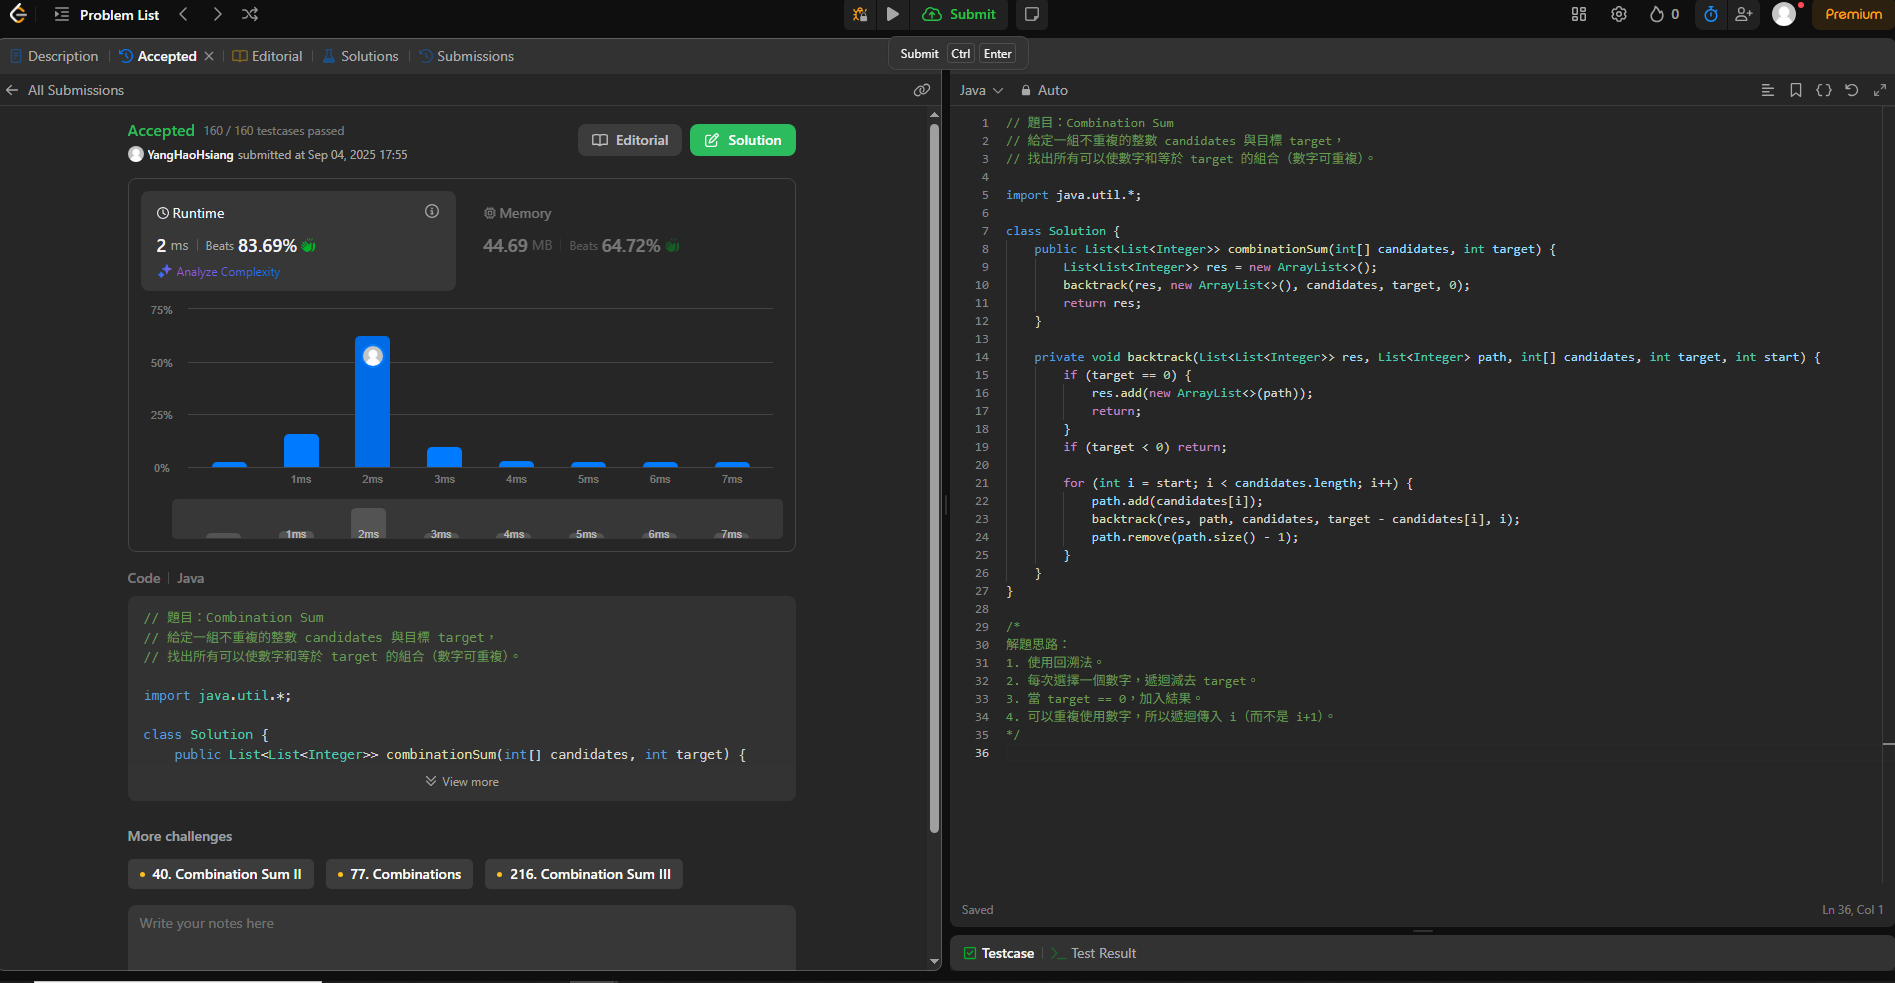 Problem List
Submit
0
Premium
Submit Ctrl Enter
Description
Accepted
Editorial
Solutions
Submissions
All Submissions
Accepted 160 / 160 testcases passed
YangHaoHsiang submitted at Sep 04, 2025 17:55
Editorial
Solution
Runtime
2 ms Beats 83.69%
Analyze Complexity
Memory
44.69 MB Beats 64.72%
75%
50%
25%
0%
1ms 2ms 3ms 4ms 5ms 6ms 7ms
1ms 2ms 3ms 4ms 5ms 6ms 7ms
Code Java
// 題目：Combination Sum
// 給定一組不重複的整數 candidates 與目標 target，
// 找出所有可以使數字和等於 target 的組合（數字可重複）。
import java.util.*;
class Solution {
public List<List<Integer>> combinationSum(int[] candidates, int target) {
View more
More challenges
40. Combination Sum II
77. Combinations
216. Combination Sum III
Write your notes here
Java
Auto
1 // 題目：Combination Sum
2 // 給定一組不重複的整數 candidates 與目標 target，
3 // 找出所有可以使數字和等於 target 的組合（數字可重複）。
4
5 import java.util.*;
6
7 class Solution {
8 public List<List<Integer>> combinationSum(int[] candidates, int target) {
9 List<List<Integer>> res = new ArrayList<>();
10 backtrack(res, new ArrayList<>(), candidates, target, 0);
11 return res;
12 }
13
14 private void backtrack(List<List<Integer>> res, List<Integer> path, int[] candidates, int target, int start) {
15 if (target == 0) {
16 res.add(new ArrayList<>(path));
17 return;
18 }
19 if (target < 0) return;
20
21 for (int i = start; i < candidates.length; i++) {
22 path.add(candidates[i]);
23 backtrack(res, path, candidates, target - candidates[i], i);
24 path.remove(path.size() - 1);
25 }
26 }
27 }
28
29 /*
30 解題思路：
31 1. 使用回溯法。
32 2. 每次選擇一個數字，遞迴減去 target。
33 3. 當 target == 0，加入結果。
34 4. 可以重複使用數字，所以遞迴傳入 i（而不是 i+1）。
35 */
36
Saved
Ln 36, Col 1
Testcase
Test Result